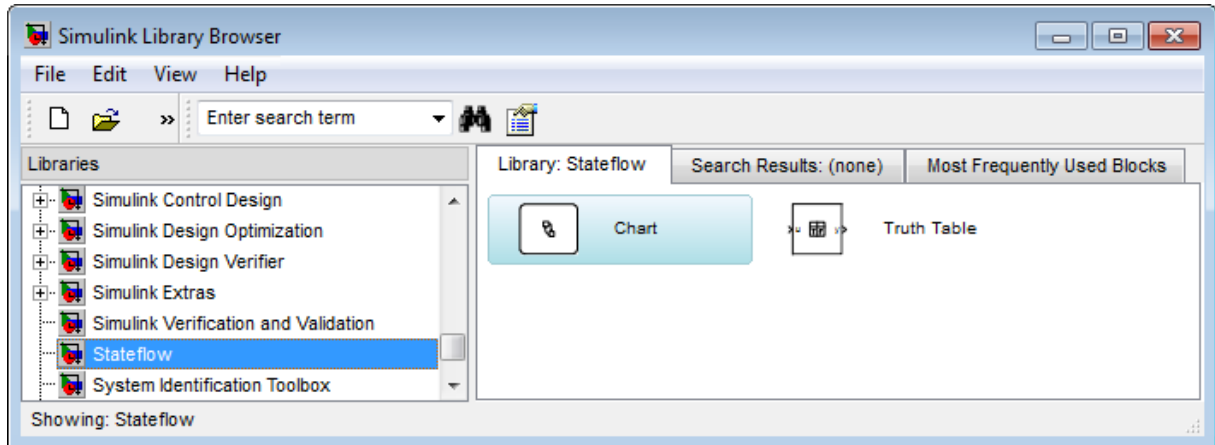 Simulink Library Browser
File Edit View Help
» Enter search term
Libraries
Library: Stateflow Search Results: (none) Most Frequently Used Blocks
Simulink Control Design
Simulink Design Optimization
Simulink Design Verifier
Simulink Extras
Simulink Verification and Validation
Stateflow
System Identification Toolbox
Chart Truth Table
Showing: Stateflow